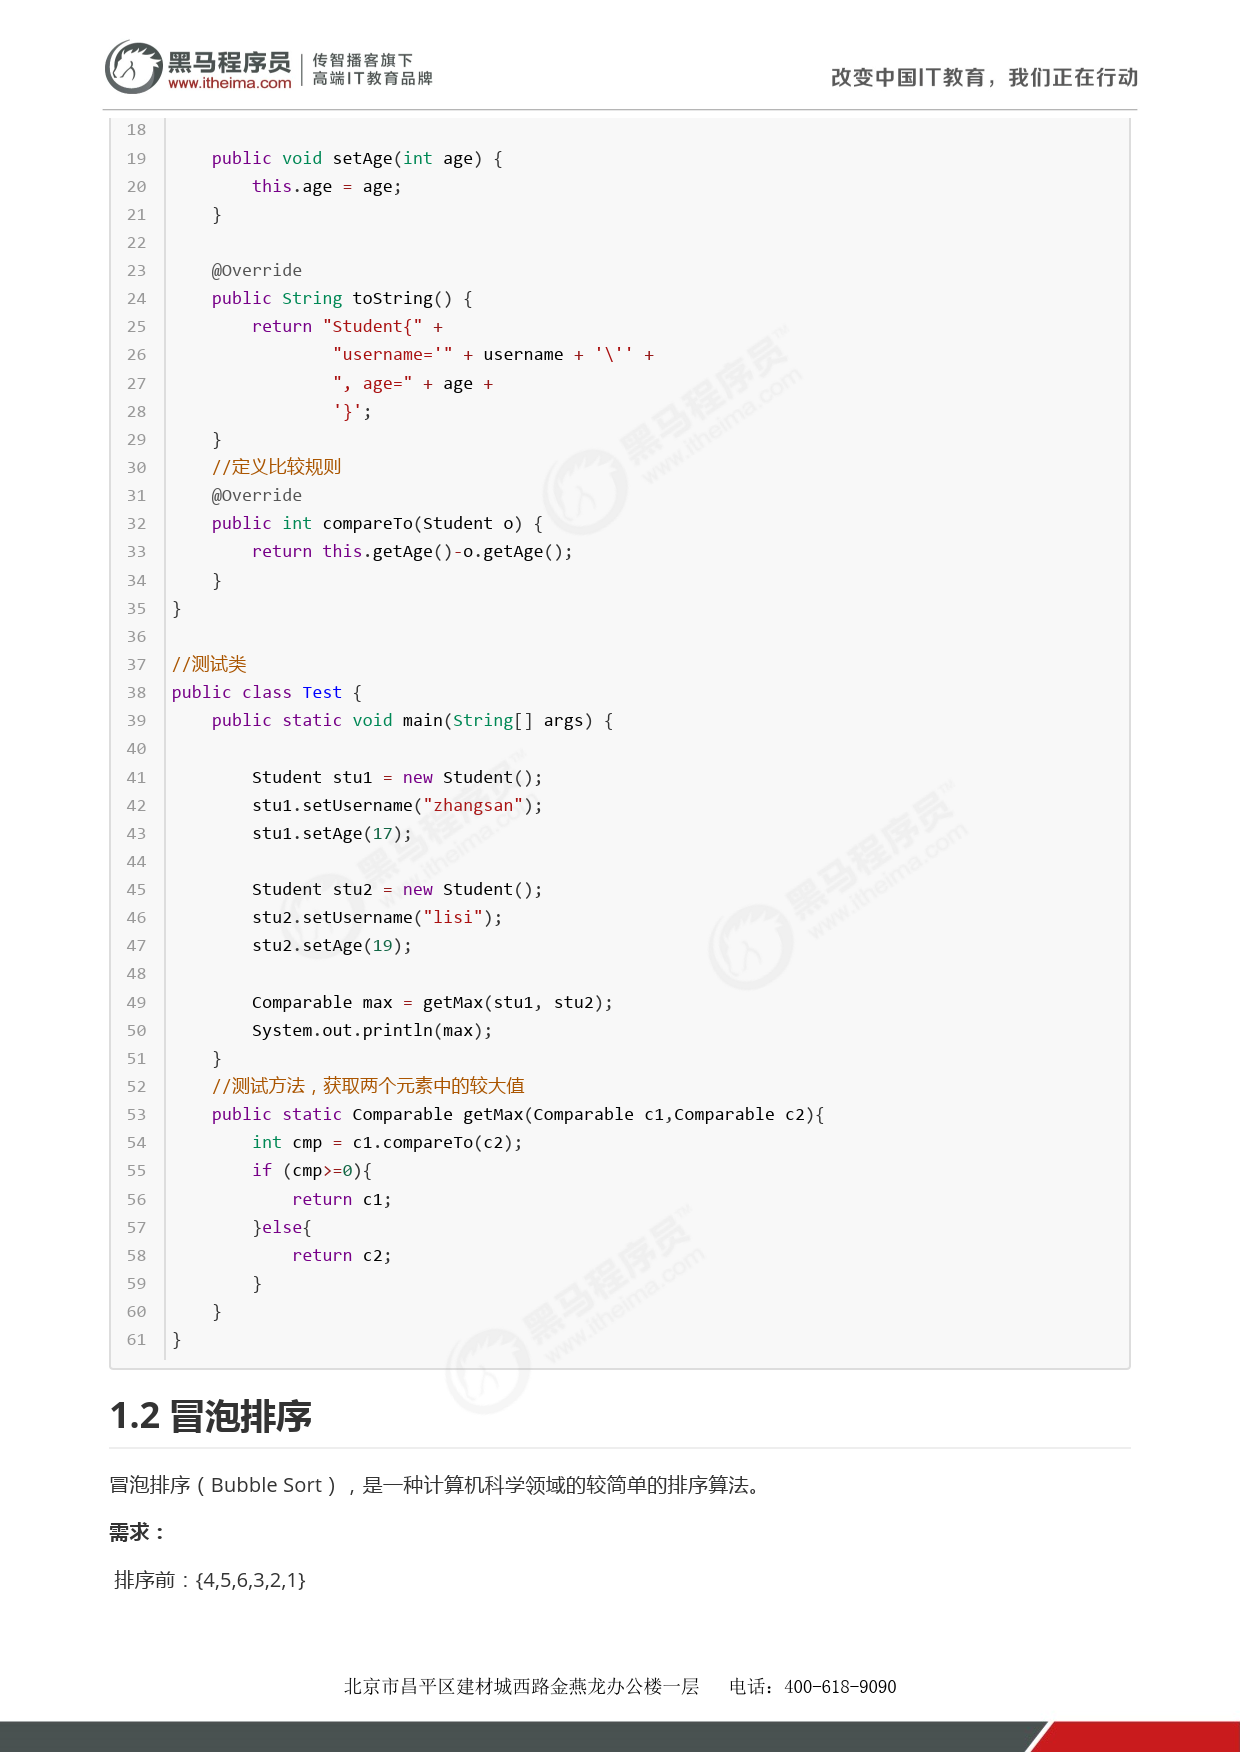 黑马程序员
www.itheima.com
传智播客旗下
高端IT教育品牌
改变中国IT教育，我们正在行动
18
19     public void setAge(int age) {
20         this.age = age;
21     }
22
23     @Override
24     public String toString() {
25         return "Student{" +
26                 "username='" + username + '\'' +
27                 ", age=" + age +
28                 '}';
29     }
30     //定义比较规则
31     @Override
32     public int compareTo(Student o) {
33         return this.getAge()-o.getAge();
34     }
35 }
36
37 //测试类
38 public class Test {
39     public static void main(String[] args) {
40
41         Student stu1 = new Student();
42         stu1.setUsername("zhangsan");
43         stu1.setAge(17);
44
45         Student stu2 = new Student();
46         stu2.setUsername("lisi");
47         stu2.setAge(19);
48
49         Comparable max = getMax(stu1, stu2);
50         System.out.println(max);
51     }
52     //测试方法，获取两个元素中的较大值
53     public static Comparable getMax(Comparable c1,Comparable c2){
54         int cmp = c1.compareTo(c2);
55         if (cmp>=0){
56             return c1;
57         }else{
58             return c2;
59         }
60     }
61 }
1.2 冒泡排序
冒泡排序（Bubble Sort），是一种计算机科学领域的较简单的排序算法。
需求：
排序前：{4,5,6,3,2,1}
北京市昌平区建材城西路金燕龙办公楼一层 电话：400-618-9090